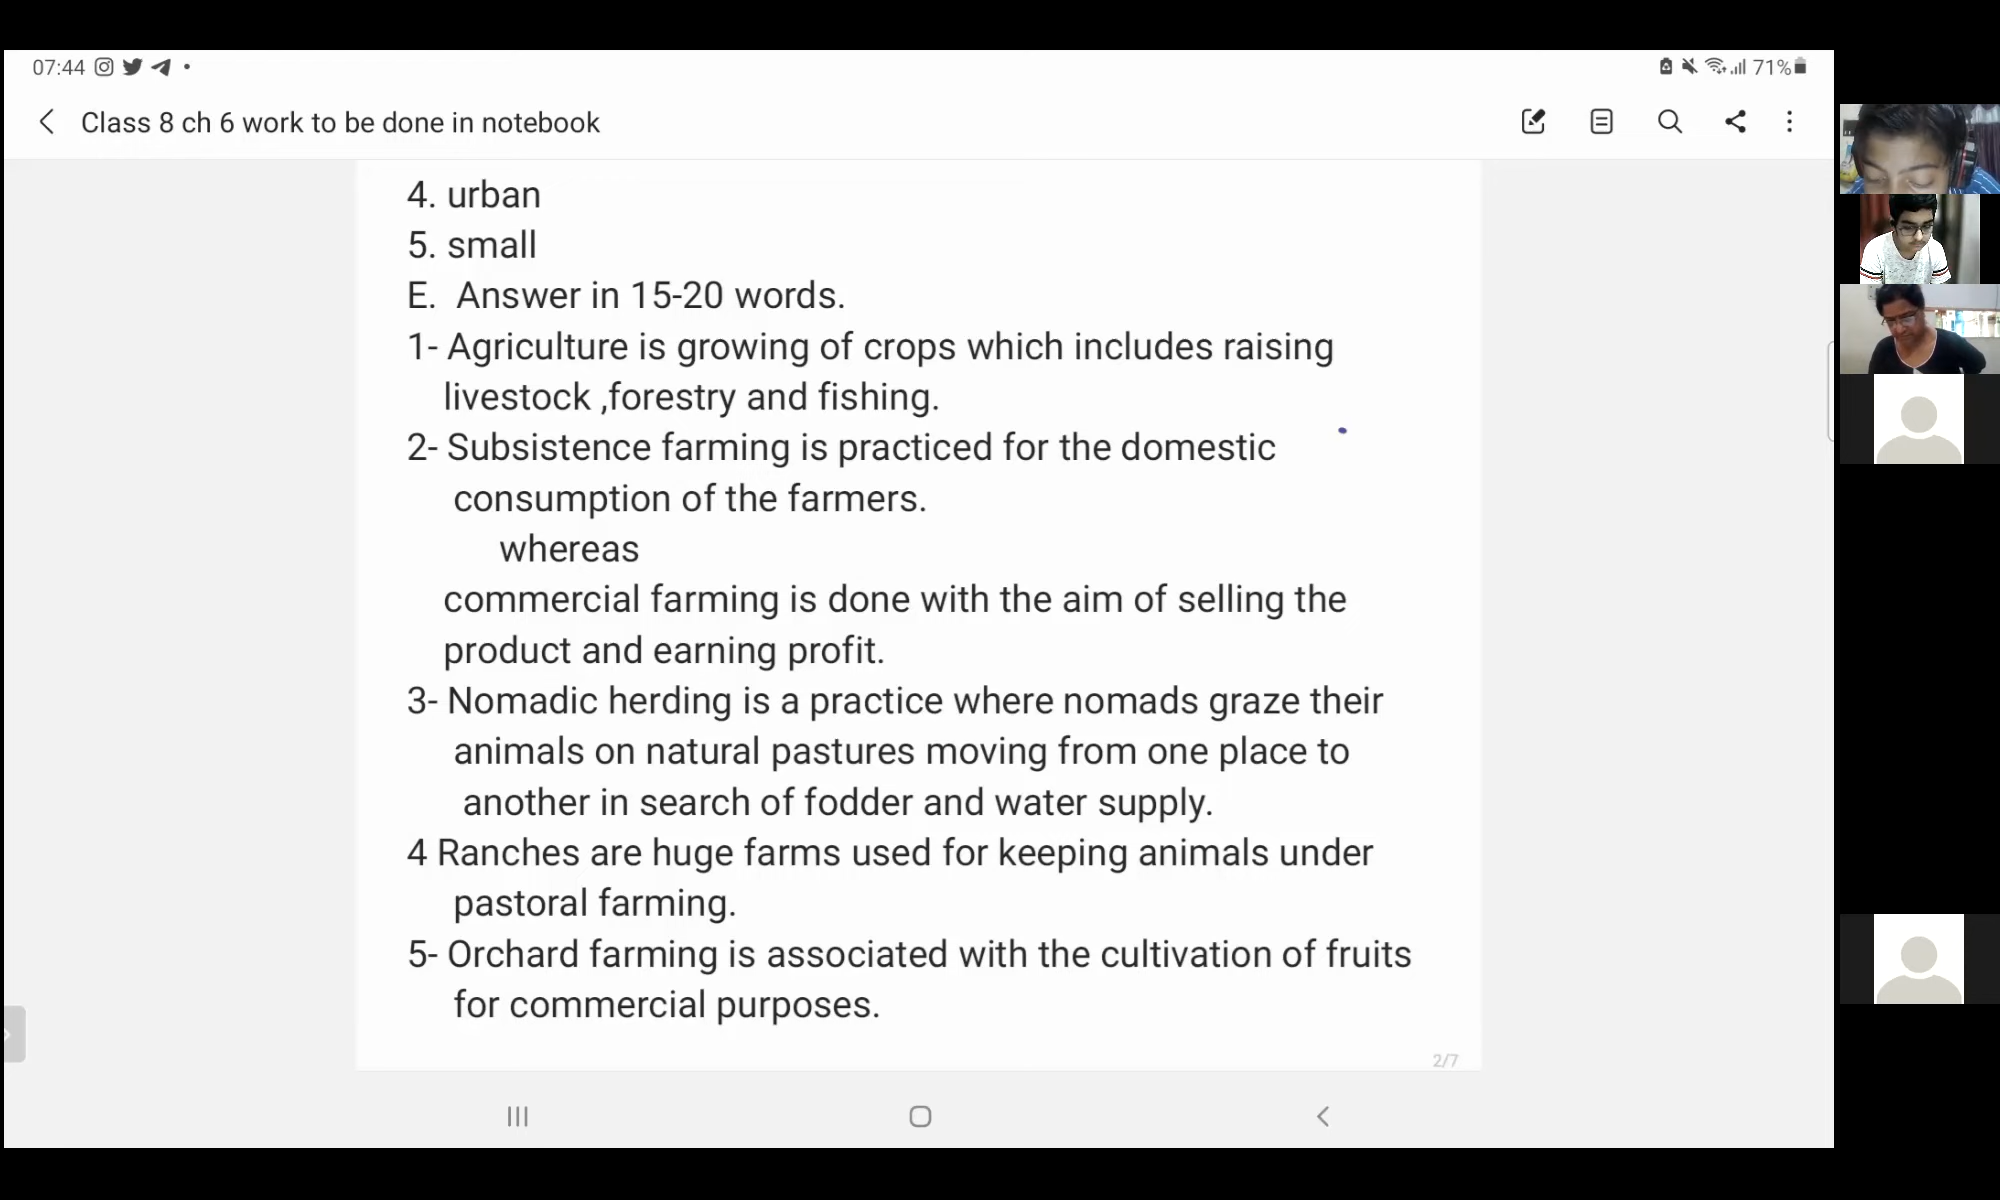 07:44
71%
Class 8 ch 6 work to be done in notebook
4. urban
5. small
E.  Answer in 15-20 words.
1- Agriculture is growing of crops which includes raising
livestock ,forestry and fishing.
2- Subsistence farming is practiced for the domestic
consumption of the farmers.
whereas
commercial farming is done with the aim of selling the
product and earning profit.
3- Nomadic herding is a practice where nomads graze their
animals on natural pastures moving from one place to
another in search of fodder and water supply.
4 Ranches are huge farms used for keeping animals under
pastoral farming.
5- Orchard farming is associated with the cultivation of fruits
for commercial purposes.
2/7